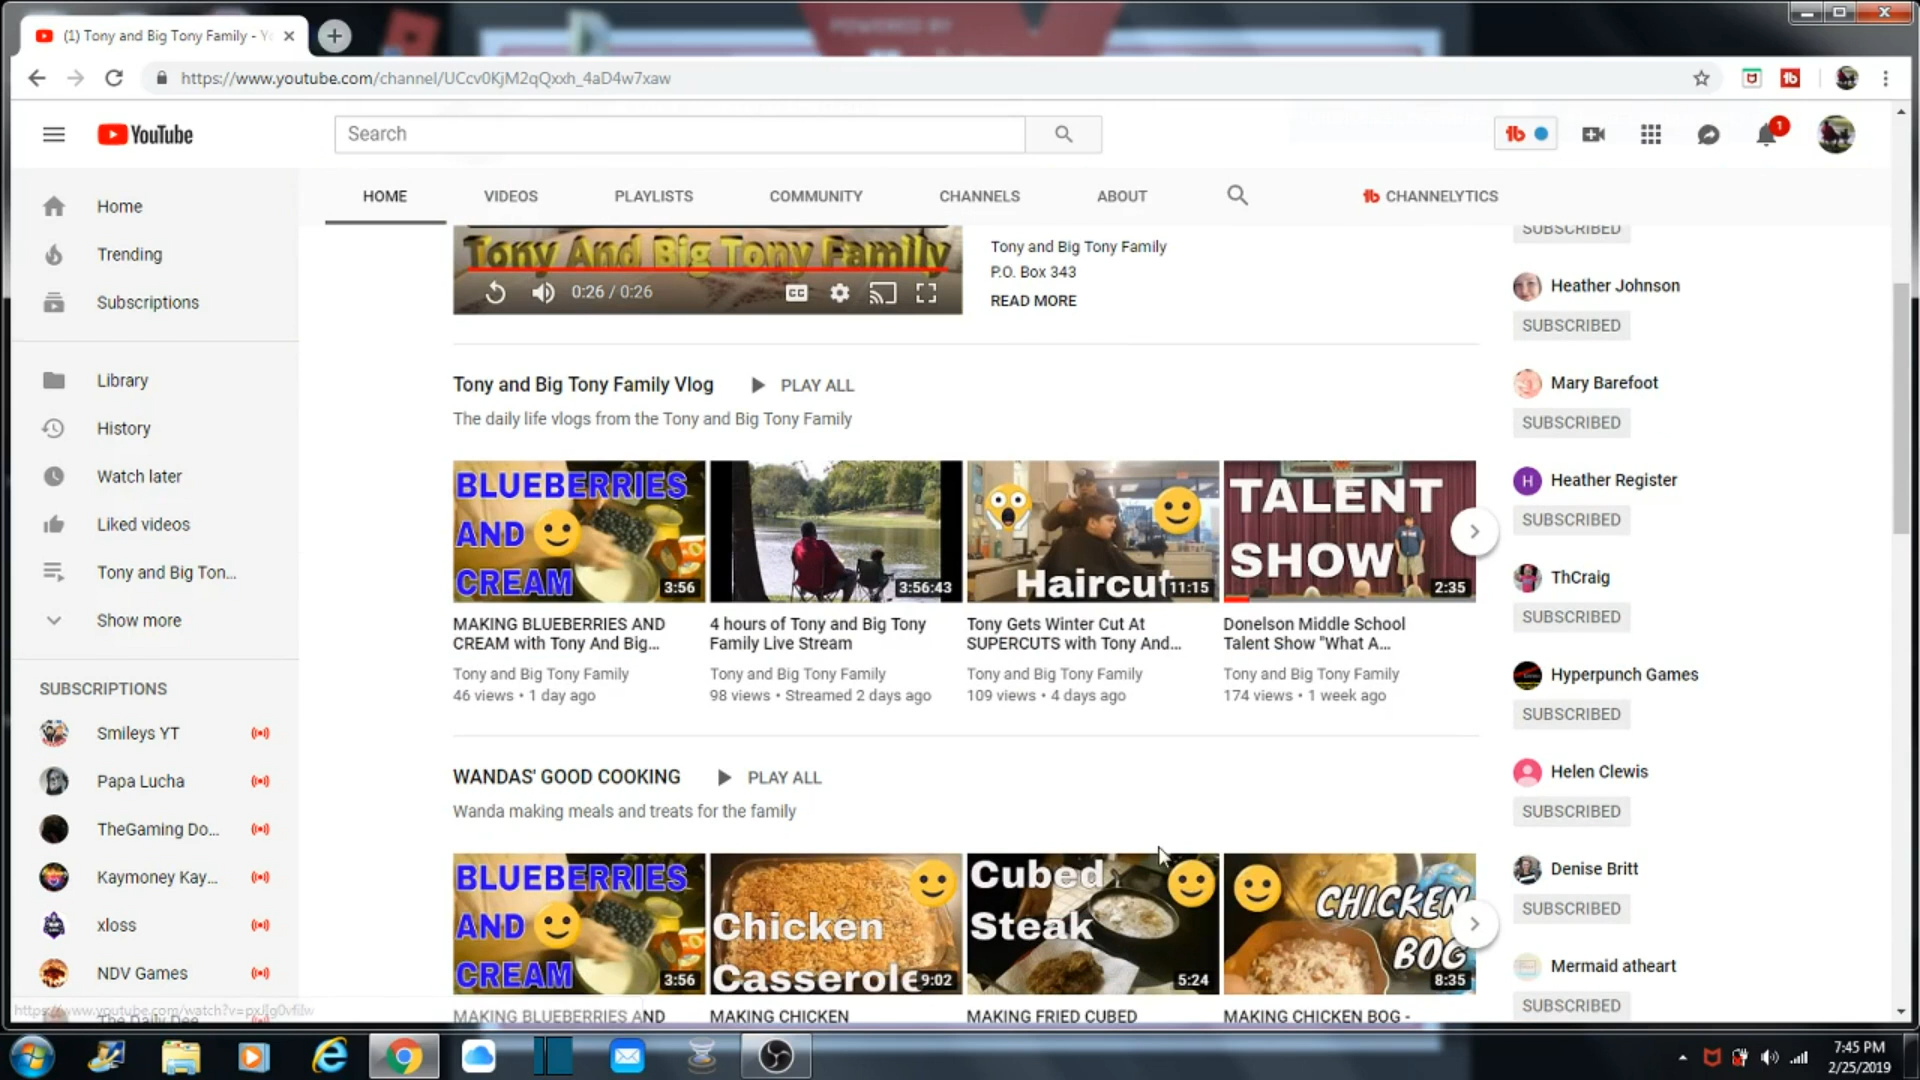 POWERED BY
(1) Tony and Big Tony Family - Yo
https://www.youtube.com/channel/UCcv0KjM2qQxxh_4aD4w7xaw
YouTube
Search
1
HOME
VIDEOS
PLAYLISTS
COMMUNITY
CHANNELS
ABOUT
CHANNELYTICS
Home
Trending
Subscriptions
Library
History
Watch later
Liked videos
Tony and Big Ton...
Show more
SUBSCRIPTIONS
Smileys YT
Papa Lucha
TheGaming Do...
Kaymoney Kay...
xloss
NDV Games
The Daily Dee
Tony And Big Tony Family
0:26 / 0:26
CC
Tony and Big Tony Family
P.O. Box 343
READ MORE
Tony and Big Tony Family Vlog
PLAY ALL
The daily life vlogs from the Tony and Big Tony Family
BLUEBERRIES
AND
CREAM
3:56
3:56:43
Haircut
11:15
TALENT
SHOW
2:35
MAKING BLUEBERRIES AND
CREAM with Tony And Big...
Tony and Big Tony Family
46 views • 1 day ago
4 hours of Tony and Big Tony
Family Live Stream
Tony and Big Tony Family
98 views • Streamed 2 days ago
Tony Gets Winter Cut At
SUPERCUTS with Tony And...
Tony and Big Tony Family
109 views • 4 days ago
Donelson Middle School
Talent Show "What A...
Tony and Big Tony Family
174 views • 1 week ago
WANDAS' GOOD COOKING
PLAY ALL
Wanda making meals and treats for the family
BLUEBERRIES
AND
CREAM
3:56
Chicken
Casserole
9:02
Cubed
Steak
5:24
CHICKEN
BOG
8:35
MAKING BLUEBERRIES AND
MAKING CHICKEN
MAKING FRIED CUBED
MAKING CHICKEN BOG -
SUBSCRIBED
Heather Johnson
SUBSCRIBED
Mary Barefoot
SUBSCRIBED
H
Heather Register
SUBSCRIBED
ThCraig
SUBSCRIBED
Hyperpunch Games
SUBSCRIBED
Helen Clewis
SUBSCRIBED
Denise Britt
SUBSCRIBED
Mermaid atheart
SUBSCRIBED
7:45 PM
2/25/2019